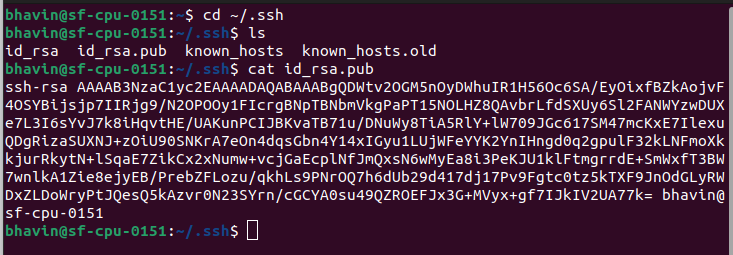 bhavin@sf-cpu-0151:~$ cd ~/.ssh
bhavin@sf-cpu-0151:~/.ssh$ ls
id_rsa  id_rsa.pub  known_hosts  known_hosts.old
bhavin@sf-cpu-0151:~/.ssh$ cat id_rsa.pub
ssh-rsa AAAAB3NzaC1yc2EAAAADAQABAAABgQDWtv2OGM5nOyDWhuIR1H56Oc6SA/EyOixfBZkAojvF
4OSYBijsjp7IIRjg9/N2OPOOy1FIcrgBNpTBNbmVkgPaPT15NOLHZ8QAvbrLfdSXUy6Sl2FANWYzwDUX
e7L3I6sYvJ7k8iHqvtHE/UAKunPCIJBKvaTB71u/DNuWy8TiA5RlY+lW709JGc617SM47mcKxE7Ilexu
QDgRizaSUXNJ+zOiU90SNKrA7eOn4dqsGbn4Y14xIGyu1LUjWFeYYK2YnIHngd0q2gpulF32kLNFmoXk
kjurRkytN+lSqaE7ZikCx2xNumw+vcjGaEcplNfJmQxsN6wMyEa8i3PeKJU1klFtmgrrdE+SmWxfT3BW
7wnlkA1Zie8ejyEB/PrebZFLozu/qkhLs9PNrOQ7h6dUb29d417dj17Pv9Fgtc0tz5kTXF9JnOdGLyRW
DxZLDoWryPtJQesQ5kAzvr0N23SYrn/cGCYA0su49QZROEFJx3G+MVyx+gf7IJkIV2UA77k= bhavin@
sf-cpu-0151
bhavin@sf-cpu-0151:~/.ssh$